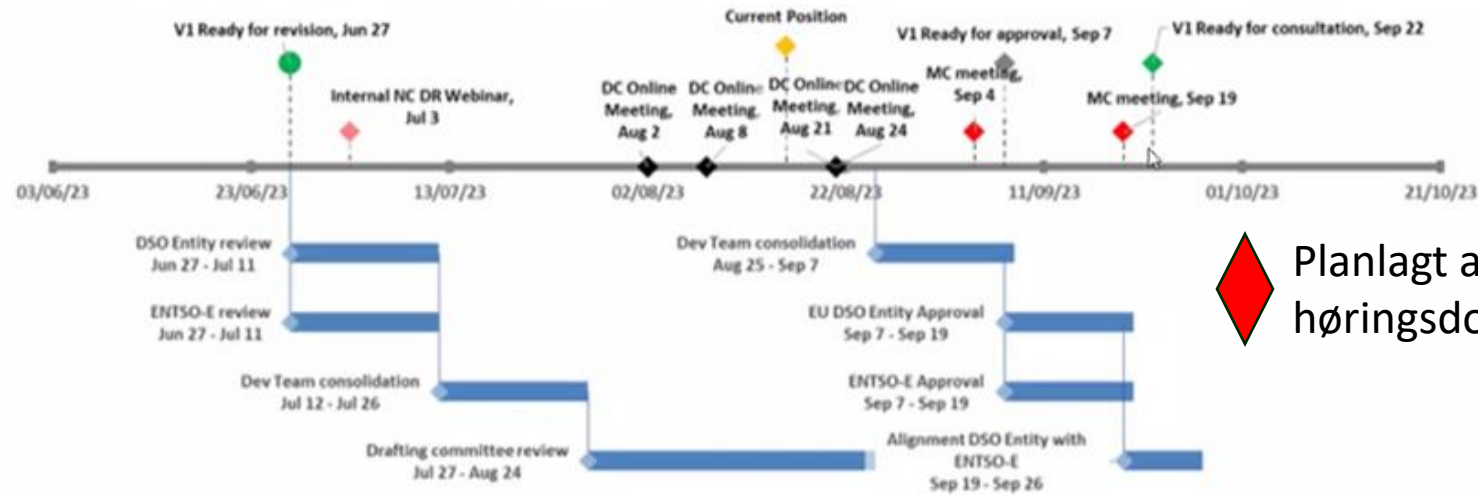 Current Position
V1 Ready for revision, Jun 27
V1 Ready for approval, Sep 7
V1 Ready for consultation, Sep 22
Internal NC DR Webinar,
Jul 3
DC Online
Meeting,
Aug 2
DC Online
Meeting,
Aug 8
DC Online
Meeting,
Aug 21
DC Online
Meeting,
Aug 24
MC meeting,
Sep 4
MC meeting, Sep 19
03/06/23
23/06/23
13/07/23
02/08/23
22/08/23
11/09/23
01/10/23
21/10/23
DSO Entity review
Jun 27 - Jul 11
ENTSO-E review
Jun 27 - Jul 11
Dev Team consolidation
Jul 12 - Jul 26
Drafting committee review
Jul 27 - Aug 24
Dev Team consolidation
Aug 25 - Sep 7
EU DSO Entity Approval
Sep 7 - Sep 19
ENTSO-E Approval
Sep 7 - Sep 19
Alignment DSO Entity with
ENTSO-E
Sep 19 - Sep 26
Planlagt